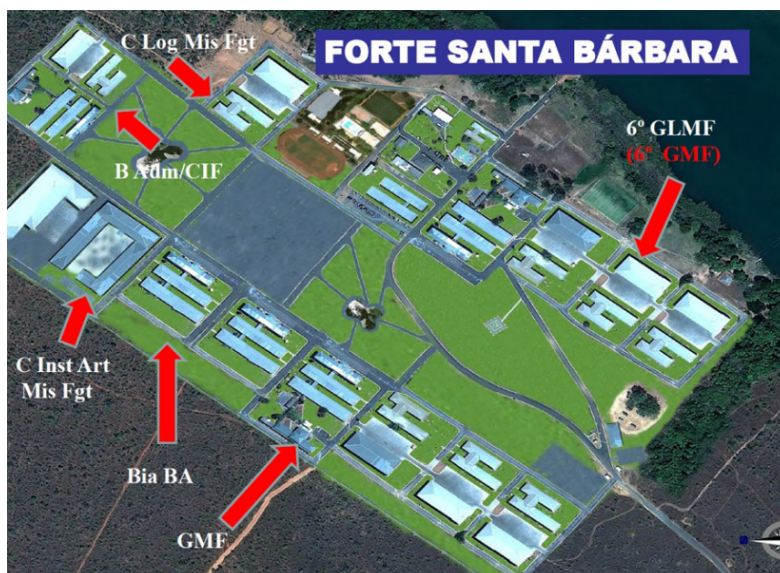 C Log Mis Fgt
FORTE SANTA BÁRBARA
6º GLMF
(6º GMF)
B Adm/CIF
C Inst Art
Mis Fgt
Bia BA
GMF